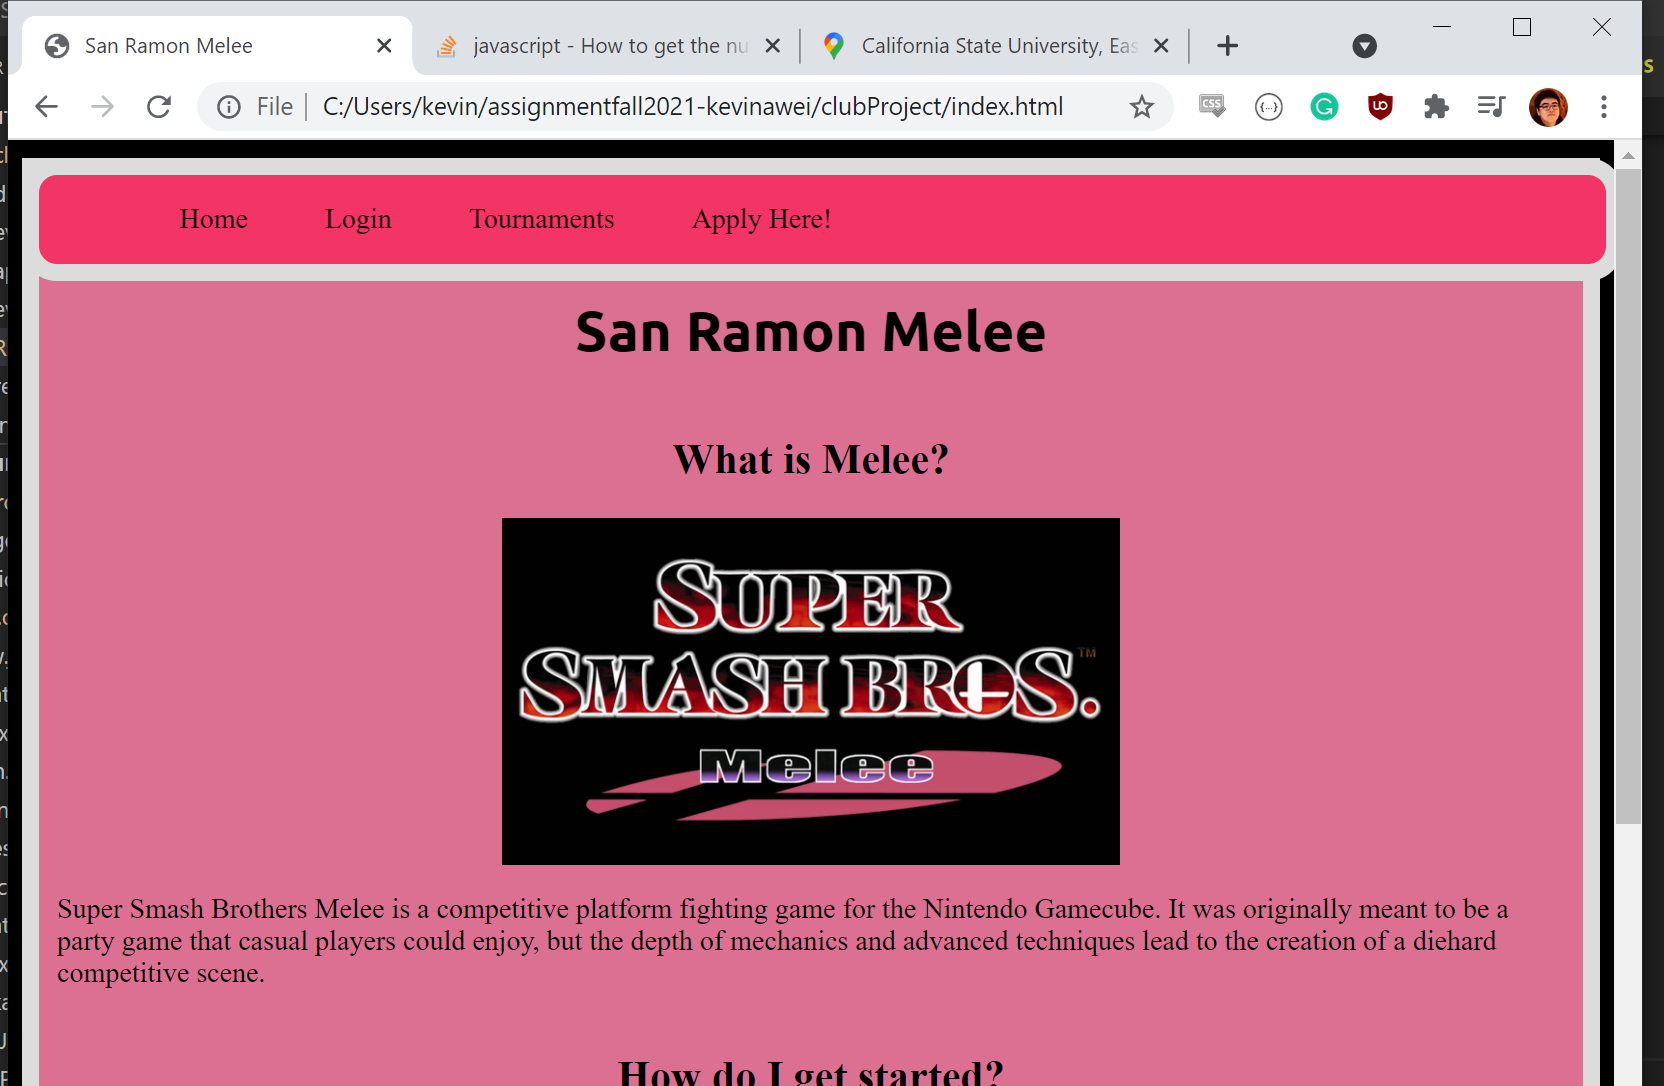 San Ramon Melee
javascript - How to get the nu
California State University, Eas
File
C:/Users/kevin/assignmentfall2021-kevinawei/clubProject/index.html
CSS
{...}
Home Login Tournaments Apply Here!
San Ramon Melee
What is Melee?
SUPER
SMASH BROS.™
Melee
Super Smash Brothers Melee is a competitive platform fighting game for the Nintendo Gamecube. It was originally meant to be a
party game that casual players could enjoy, but the depth of mechanics and advanced techniques lead to the creation of a diehard
competitive scene.
How do I get started?